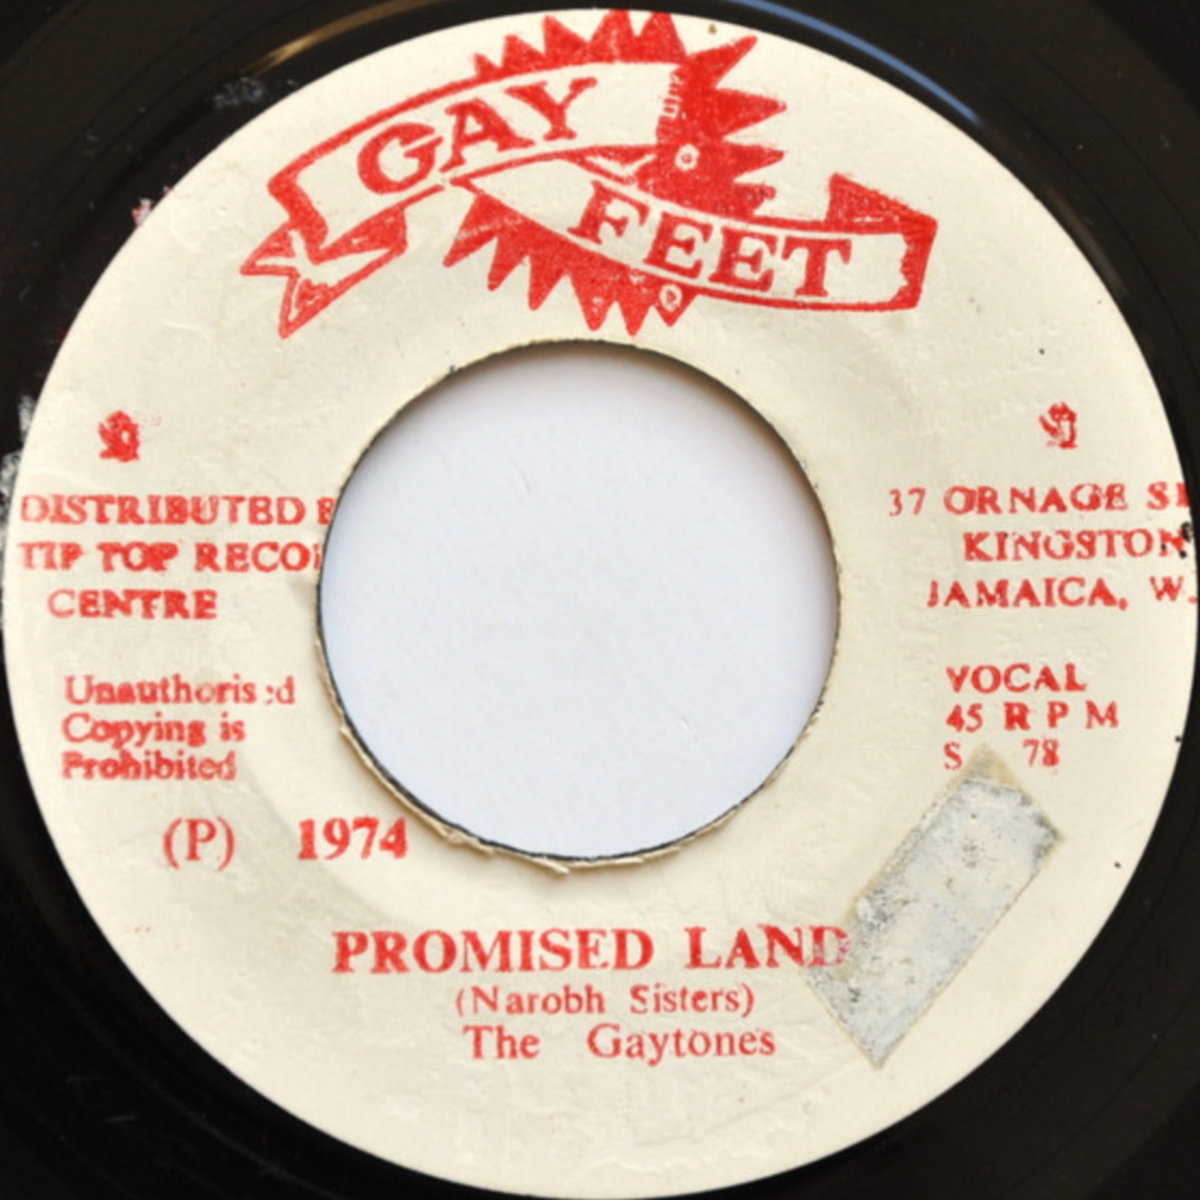 GAY
FEET
DISTRIBUTED B
TIP TOP RECO
CENTRE
37 ORNAGE S
KINGSTON
JAMAICA, W.
Unauthorised
Copying is
Prohibited
VOCAL
45 R P M
S 78
(P) 1974
PROMISED LAND
(Narobh Sisters)
The Gaytones